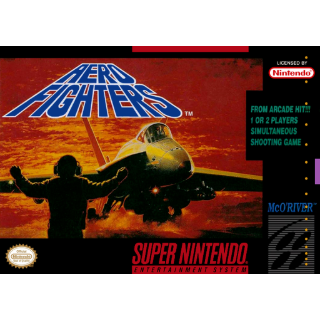 LICENSED BY
Nintendo
AERO
FIGHTERS
TM
FROM ARCADE HIT!!!
1 OR 2 PLAYERS
SIMULTANEOUS
SHOOTING GAME
McO'RIVER
SUPER NINTENDO
ENTERTAINMENT SYSTEM
Nintendo